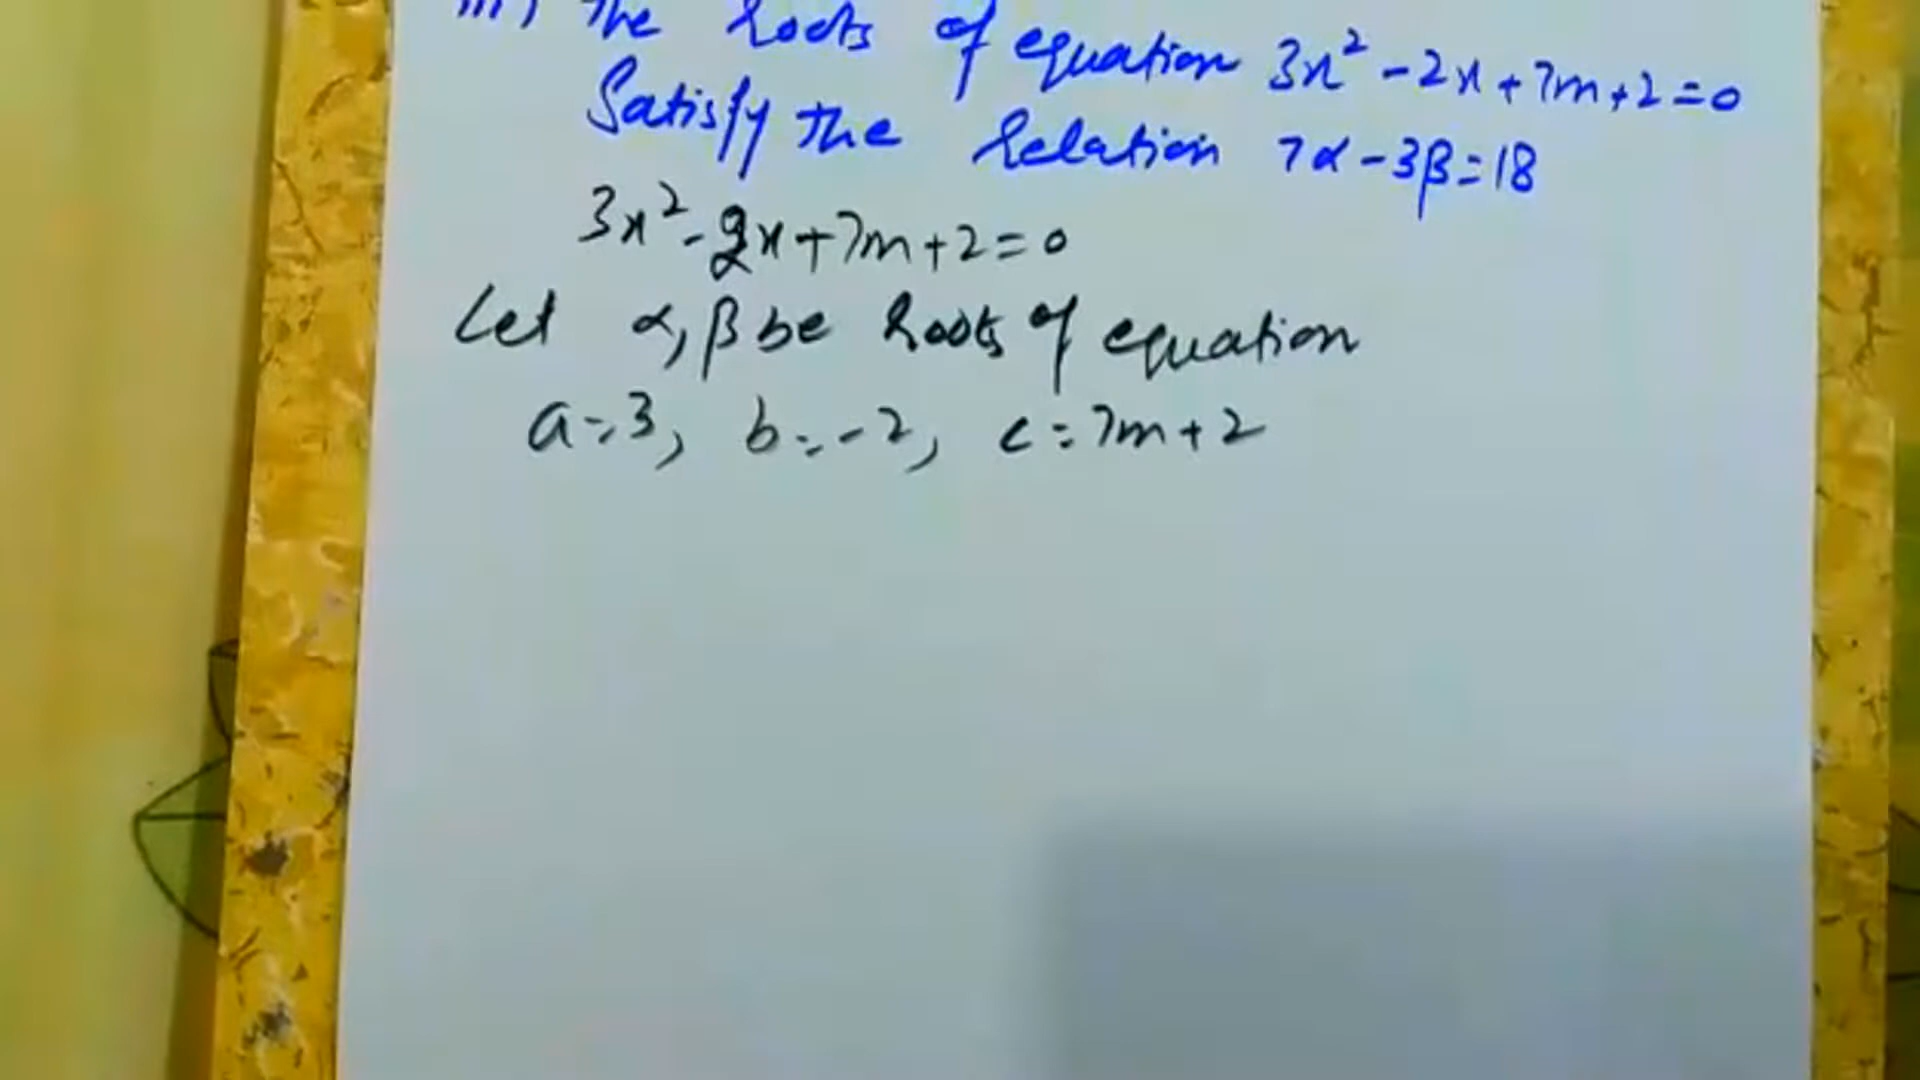 iii) The Roots of equation 3x² - 2x + 7m + 2 = 0
Satisfy the Relation 7α - 3β = 18
3x² - 2x + 7m + 2 = 0
Let α, β be Roots of equation
a = 3, b = -2, c = 7m + 2